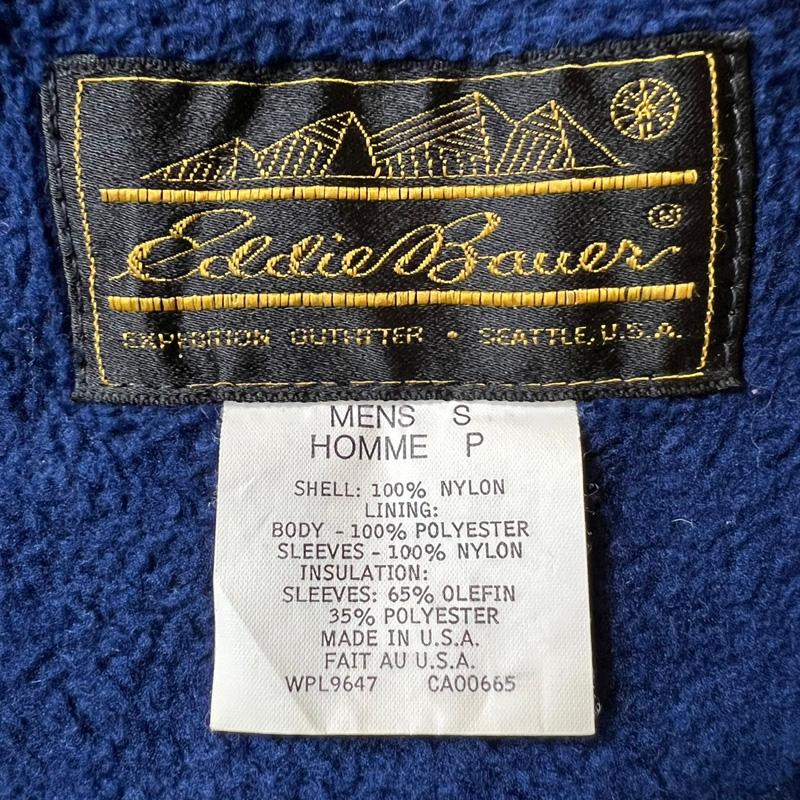 Eddie Bauer ®
EXPEDITION OUTFITTER • SEATTLE, U.S.A.
MENS S
HOMME P
SHELL: 100% NYLON
LINING:
BODY - 100% POLYESTER
SLEEVES - 100% NYLON
INSULATION:
SLEEVES: 65% OLEFIN
35% POLYESTER
MADE IN U.S.A.
FAIT AU U.S.A.
WPL9647 CA00665